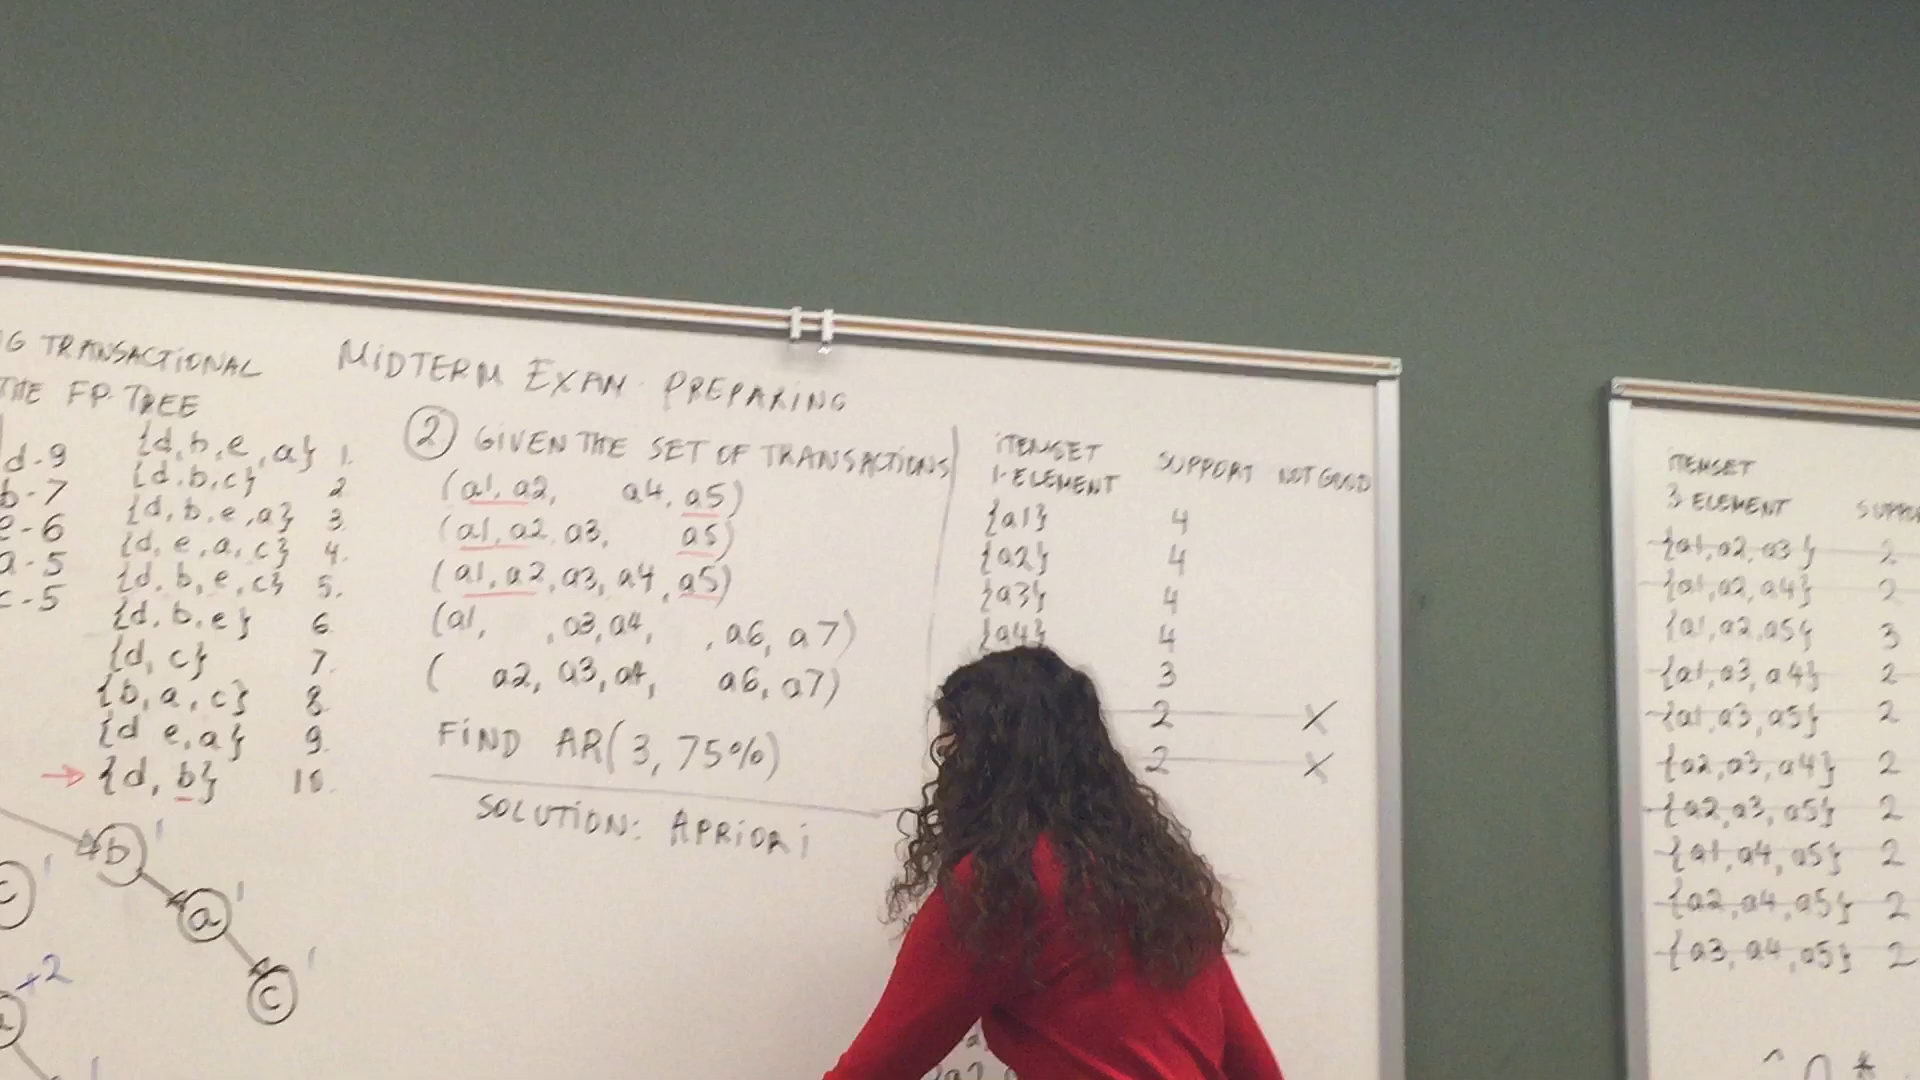 G TRANSACTIONAL
THE FP-TREE
d-9
b-7
e-6
a-5
c-5
{d,b,e,a} 1.
{d.b,c} 2
{d,b,e,a} 3.
{d,e,a,c} 4.
{d.b,e,c} 5.
{d.b,e} 6
{d, c} 7.
{b,a,c} 8.
{d e,a} 9.
→ {d, b} 10.
b 1
a 1
c 1
c 1
+2
MIDTERM EXAM PREPARING
② GIVEN THE SET OF TRANSACTIONS
(a1, a2, a4, a5)
(a1, a2, a3, a5)
(a1, a2, a3, a4, a5)
(a1, , a3, a4, , a6, a7)
( a2, a3, a4, a6, a7)
FIND AR(3, 75%)
SOLUTION: APRIORI
ITEMSET
1-ELEMENT SUPPORT NOT GOOD
{a1} 4
{a2} 4
{a3} 4
{a4} 4
3
2 X
2 X
ITEMSET
3 ELEMENT SUPPO
{a1, a2, a3} 2
{a1, a2, a4} 2
{a1, a2, a5} 3
{a1, a3, a4} 2
{a1, a3, a5} 2
{a2, a3, a4} 2
{a2, a3, a5} 2
{a1, a4, a5} 2
{a2, a4, a5} 2
{a3, a4, a5} 2